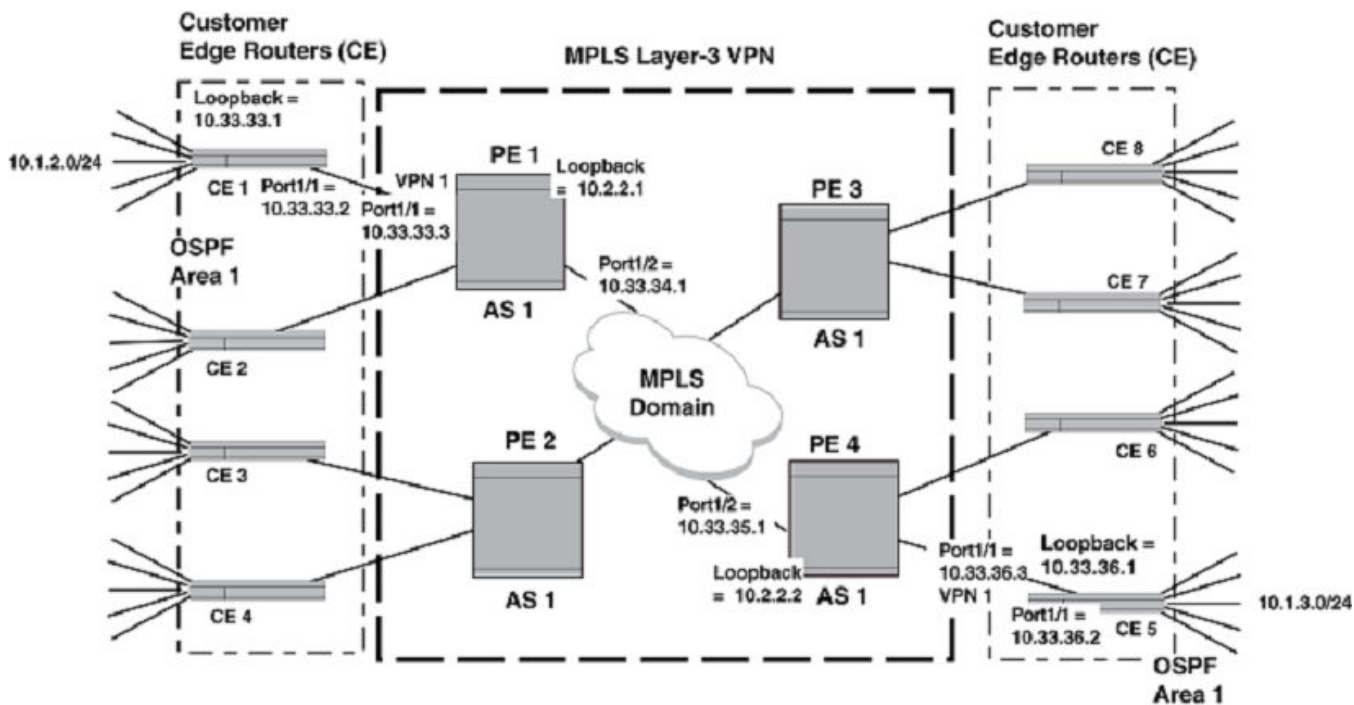 Customer
Edge Routers (CE)
MPLS Layer-3 VPN
Customer
Edge Routers (CE)
Loopback =
10.33.33.1
10.1.2.0/24
CE 1
Port1/1 =
10.33.33.2
VPN 1
Port1/1 =
10.33.33.3
PE 1
Loopback
= 10.2.2.1
AS 1
Port1/2 =
10.33.34.1
OSPF
Area 1
CE 2
CE 3
CE 4
PE 2
AS 1
MPLS
Domain
PE 3
AS 1
CE 8
CE 7
CE 6
PE 4
AS 1
Port1/2 =
10.33.35.1
Loopback
= 10.2.2.2
Port1/1 =
10.33.36.3
VPN 1
Loopback =
10.33.36.1
Port1/1 =
10.33.36.2
CE 5
10.1.3.0/24
OSPF
Area 1